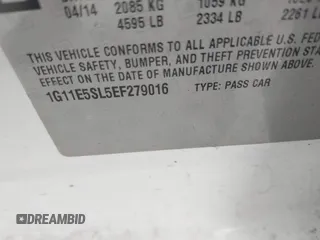 04/14 2085 KG 1059 KG
4595 LB 2334 LB 2261 LB
THIS VEHICLE CONFORMS TO ALL APPLICABLE U.S. FED
VEHICLE SAFETY, BUMPER, AND THEFT PREVENTION STA
EFFECT ON THE DATE OF MANUFACTURE SHOWN ABOVE.
1G11E5SL5EF279016 TYPE: PASS CAR
DREAMBID
DREAMBID.COM